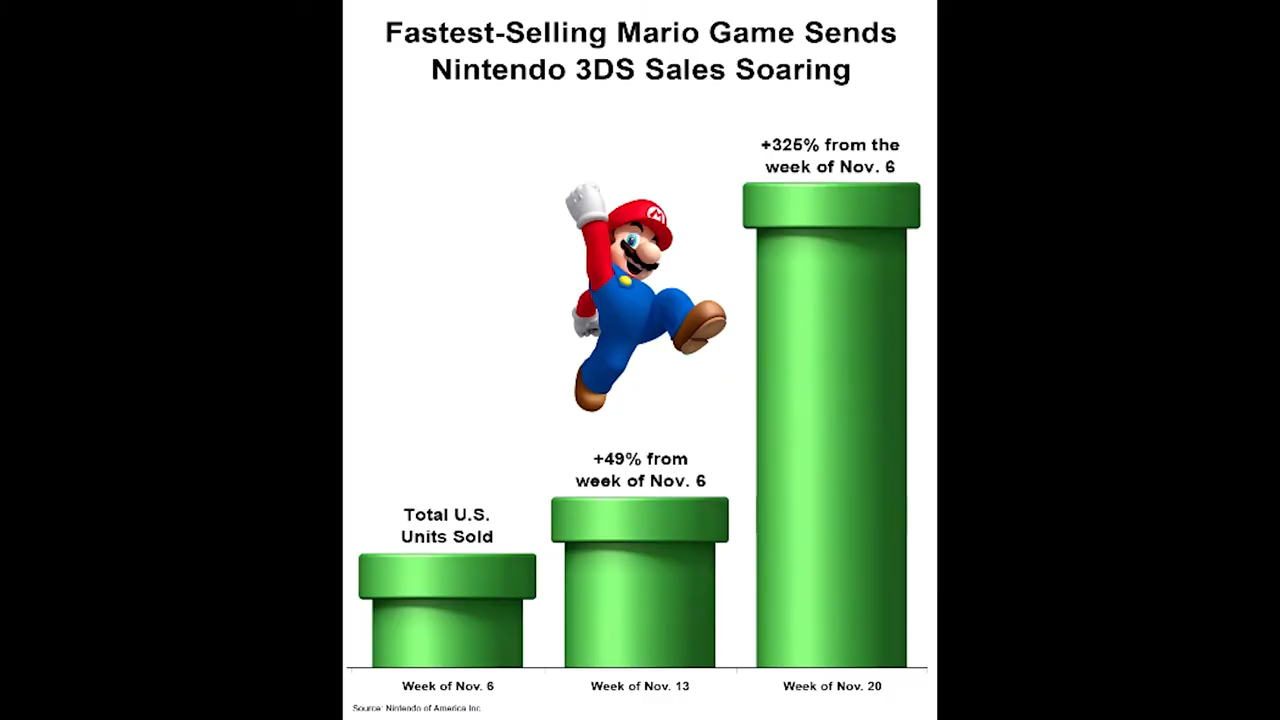 Fastest-Selling Mario Game Sends
Nintendo 3DS Sales Soaring
+325% from the
week of Nov. 6
M
+49% from
week of Nov. 6
Total U.S.
Units Sold
Week of Nov. 6
Week of Nov. 13
Week of Nov. 20
Source: Nintendo of America Inc.